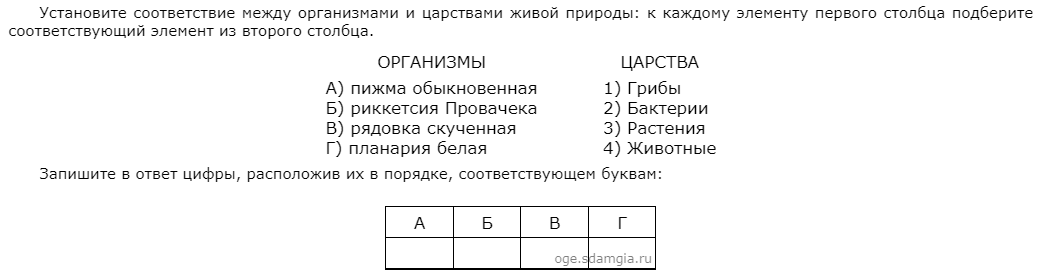 Установите соответствие между организмами и царствами живой природы: к каждому элементу первого столбца подберите
соответствующий элемент из второго столбца.
ОРГАНИЗМЫ ЦАРСТВА
А) пижма обыкновенная 1) Грибы
Б) риккетсия Провачека 2) Бактерии
В) рядовка скученная 3) Растения
Г) планария белая 4) Животные
Запишите в ответ цифры, расположив их в порядке, соответствующем буквам:
А Б В Г
oge.sdamgia.ru